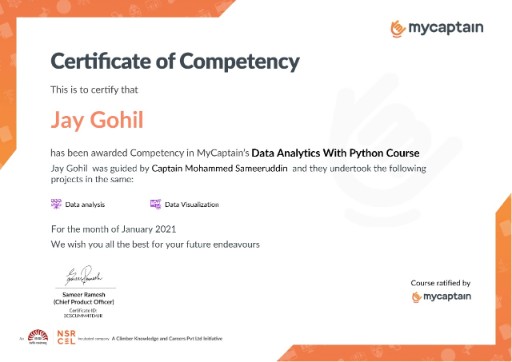 mycaptain
Certificate of Competency
This is to certify that
Jay Gohil
has been awarded Competency in MyCaptain's Data Analytics With Python Course
Jay Gohil was guided by Captain Mohammed Sameeruddin and they undertook the following
projects in the same:
Data analysis Data Visualization
For the month of January 2021
We wish you all the best for your future endeavours
Sameer Ramesh
(Chief Product Officer)
Certificate ID:
Course ratified by
mycaptain
An
NSR
CEL
Incubated company A Climber Knowledge and Careers Pvt Ltd Initiative